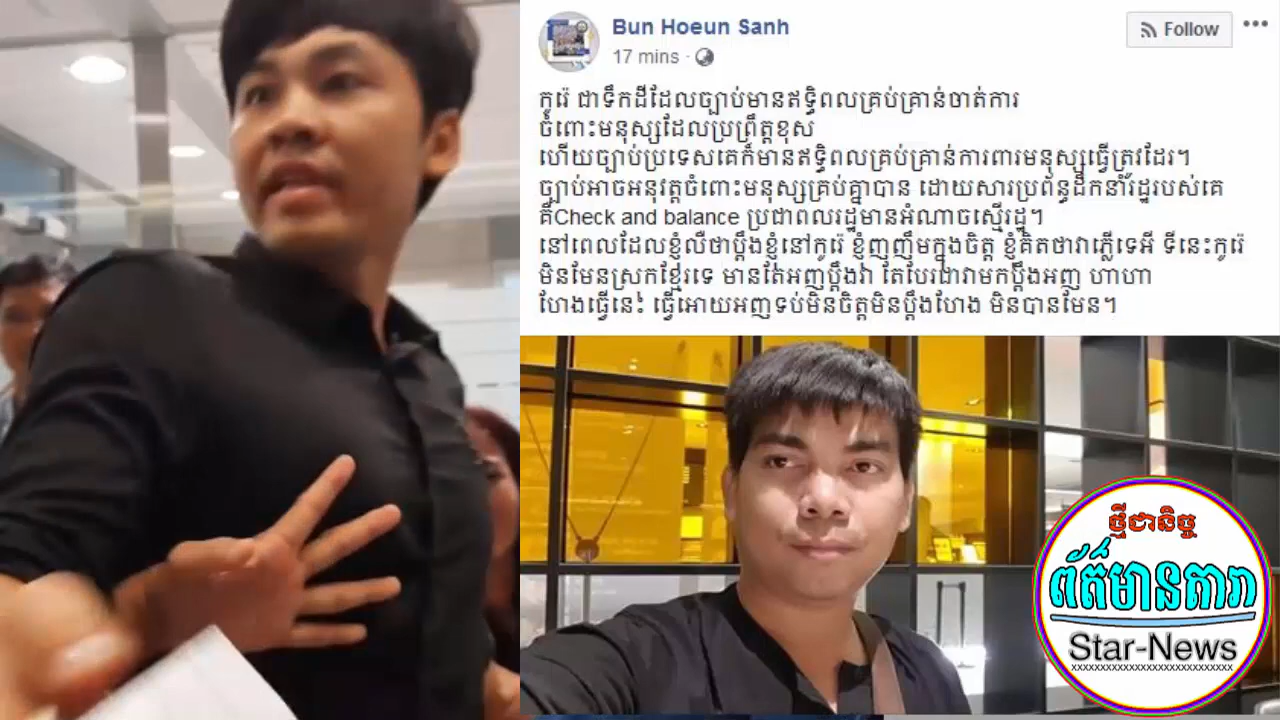 Bun Hoeun Sanh
Follow
17 mins
កូរ៉េ ជាទឹកដីដែលច្បាប់មានឥទ្ធិពលគ្រប់គ្រាន់ចាត់ការ
ចំពោះមនុស្សដែលប្រព្រឹត្តខុស
ហើយច្បាប់ប្រទេសគេក៏មានឥទ្ធិពលគ្រប់គ្រាន់ការពារមនុស្សធ្វើត្រូវដែរ។
ច្បាប់អាចអនុវត្តចំពោះមនុស្សគ្រប់គ្នាបាន ដោយសារប្រព័ន្ធដឹកនាំរដ្ឋរបស់គេ
គឺCheck and balance ប្រជាពលរដ្ឋមានអំណាចស្មើរដ្ឋ។
នៅពេលដែលខ្ញុំលឺថាប្ដឹងខ្ញុំនៅកូរ៉េ ខ្ញុំញញឹមក្នុងចិត្ត ខ្ញុំគិតថាវាភ្លើទេអី ទីនេះកូរ៉េ
មិនមែនស្រុកខ្មែរទេ មានតែអញប្ដឹងវា តែបែរជាវាមកប្ដឹងអញ ហាហា
ហែងធ្វើនេះ ធ្វើអោយអញទប់មិនចិត្តមិនប្ដឹងហែង មិនបានមែន។
ថ្មីជានិច្ច
ព័ត៌មានតារា
Star-News